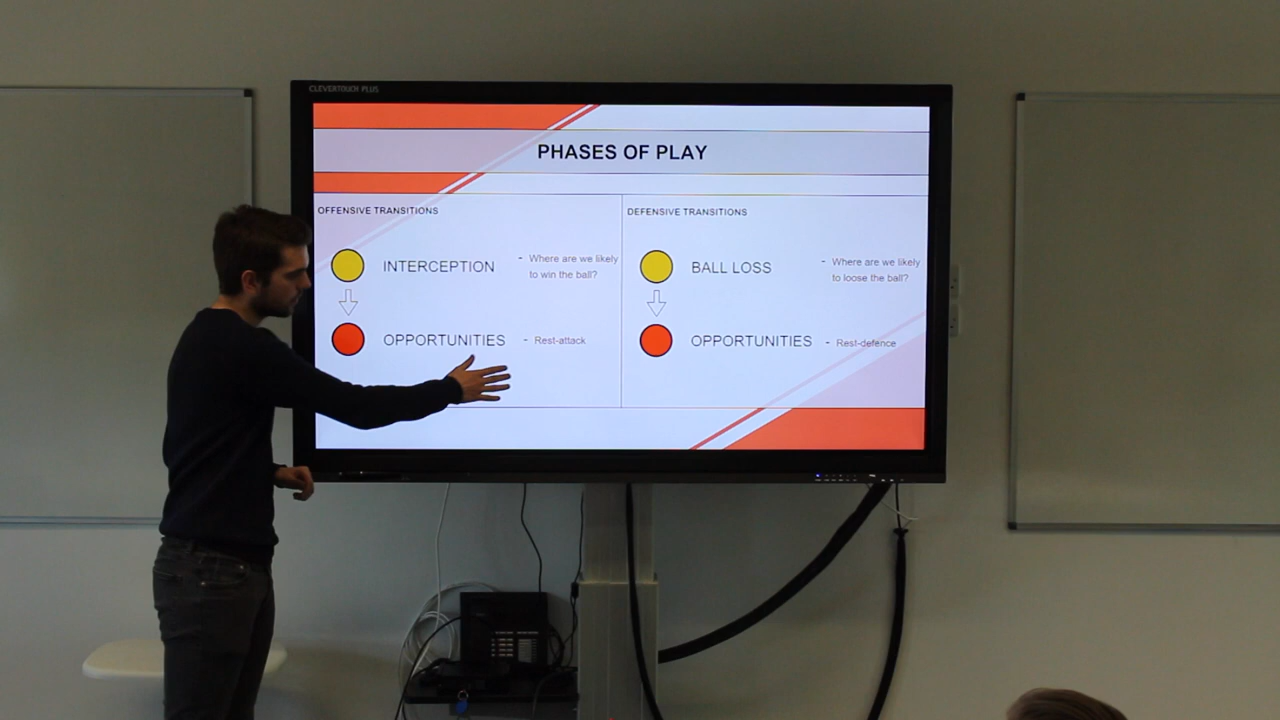 CLEVERTOUCH PLUS
PHASES OF PLAY
OFFENSIVE TRANSITIONS
INTERCEPTION
- Where are we likely
to win the ball?
OPPORTUNITIES
- Rest-attack
DEFENSIVE TRANSITIONS
BALL LOSS
- Where are we likely
to loose the ball?
OPPORTUNITIES
- Rest-defence